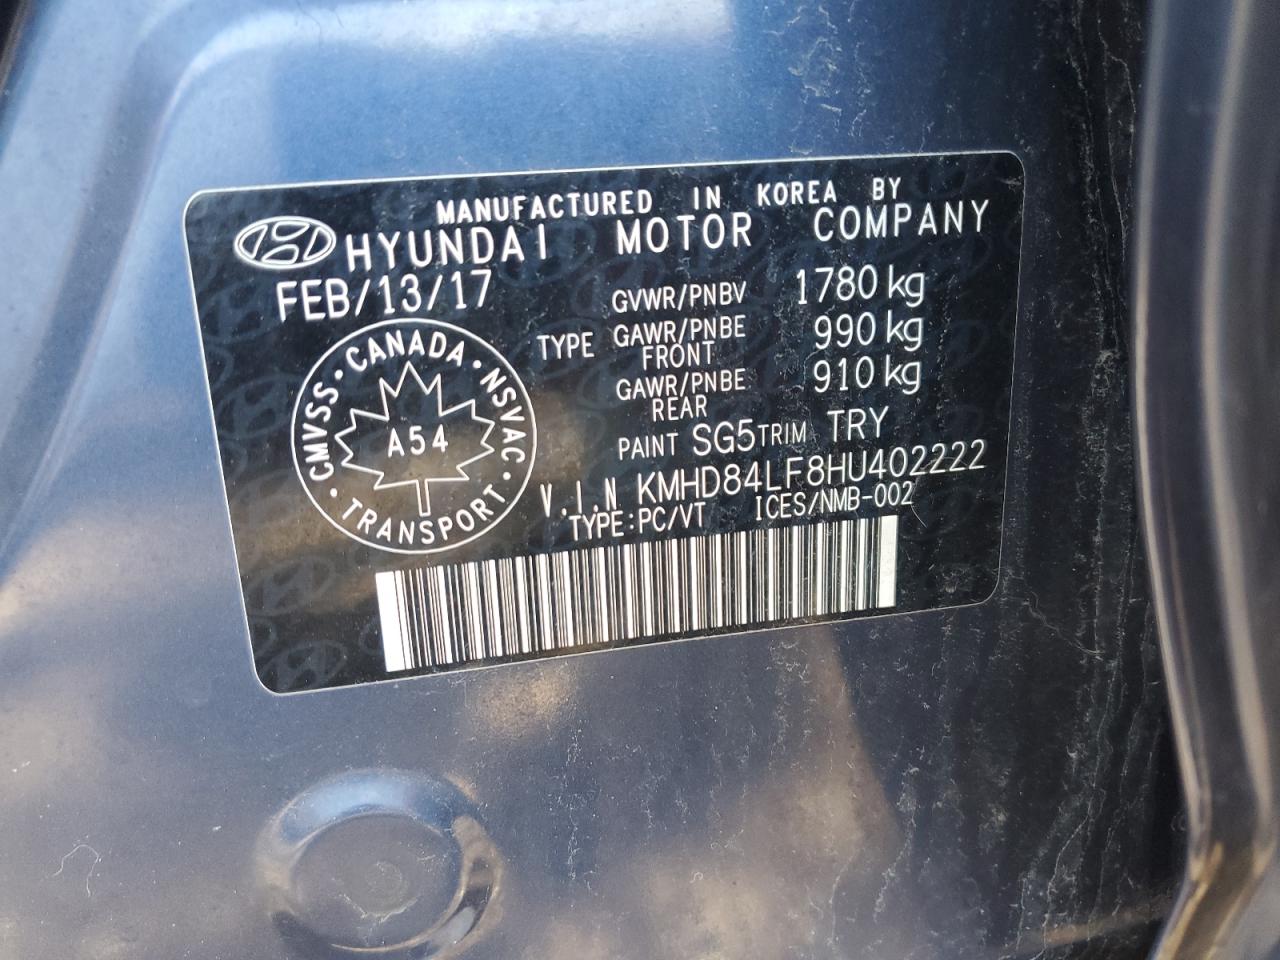 MANUFACTURED IN KOREA BY
HYUNDAI MOTOR COMPANY
FEB/13/17
GVWR/PNBV 1780 kg
TYPE GAWR/PNBE FRONT 990 kg
GAWR/PNBE REAR 910 kg
PAINT SG5 TRIM TRY
V.I.N KMHD84LF8HU402222
TYPE:PC/VT ICES/NMB-002
CMVSS · CANADA · NSVAC · TRANSPORT ·
A54